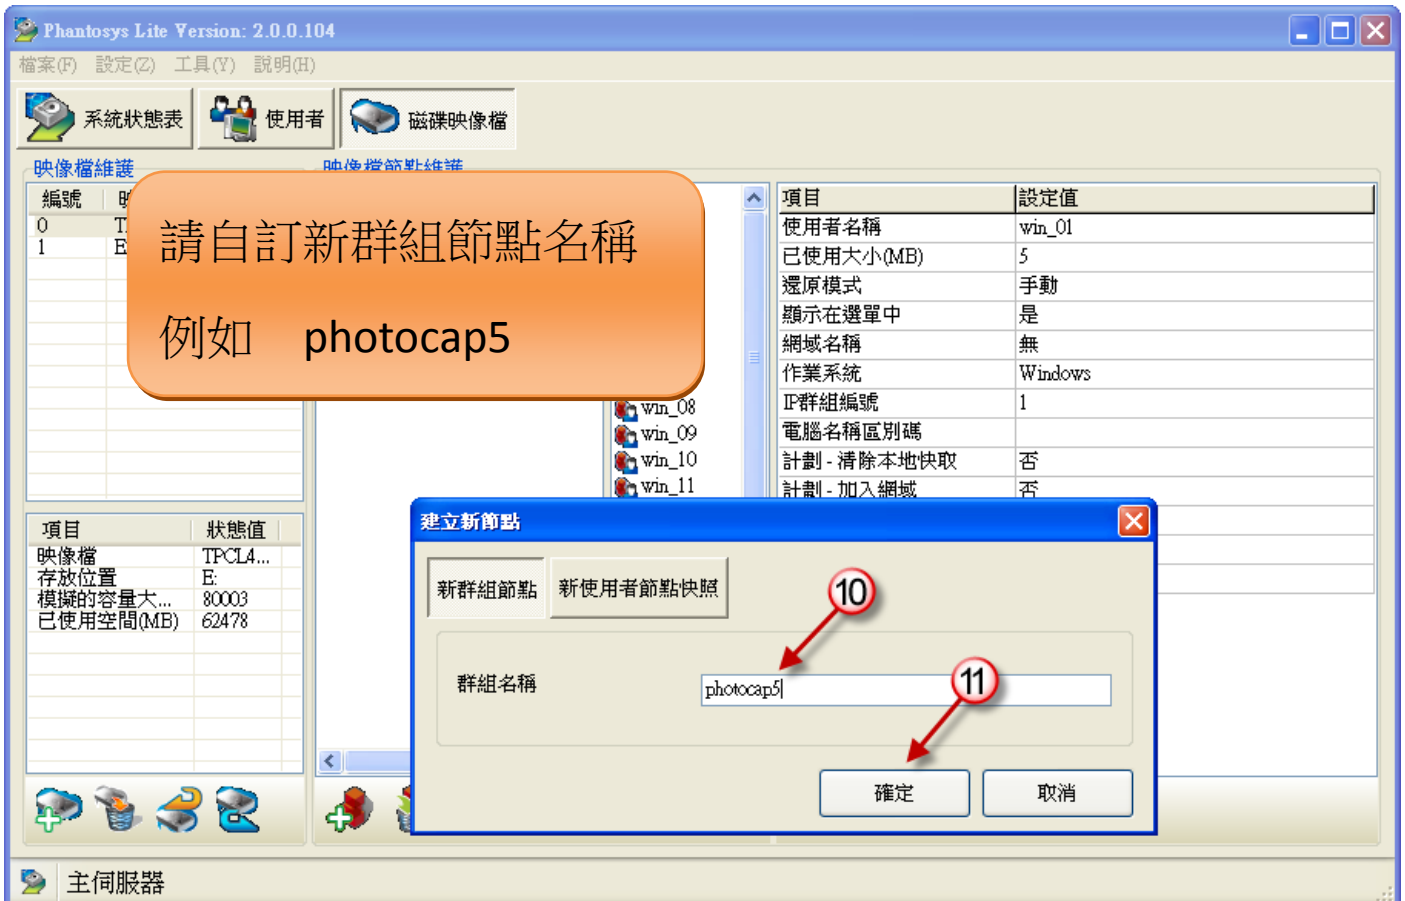 Phantosys Lite Version: 2.0.0.104
檔案(F) 設定(Z) 工具(Y) 說明(H)
系統狀態表 使用者 磁碟映像檔
映像檔維護 映像檔節點維護
編號
0
1
請自訂新群組節點名稱
例如 photocap5
項目 設定值
使用者名稱 win_01
已使用大小(MB) 5
還原模式 手動
顯示在選單中 是
網域名稱 無
作業系統 Windows
IP群組編號 1
電腦名稱區別碼
計劃 - 清除本地快取 否
計劃 - 加入網域 否
win_08
win_09
win_10
win_11
項目 狀態值
映像檔 TPCL4...
存放位置 E:
模擬的容量大... 80003
已使用空間(MB) 62478
建立新節點
新群組節點 新使用者節點快照
10
群組名稱 photocap5
11
確定 取消
主伺服器